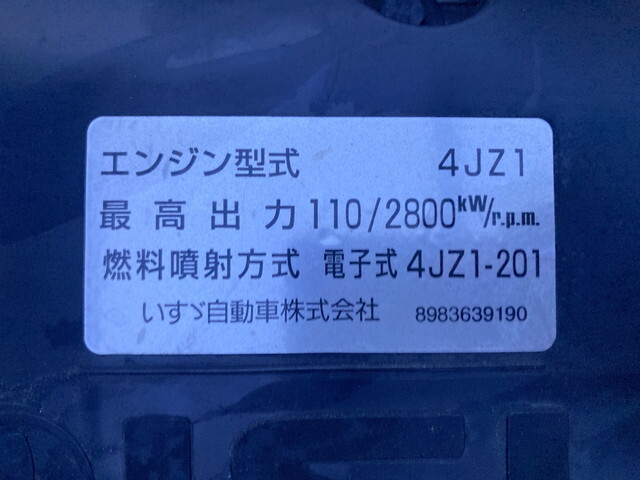 エンジン型式 4JZ1
最高出力 110/2800kW/r.p.m.
燃料噴射方式 電子式 4JZ1-201
いすゞ自動車株式会社 8983639190